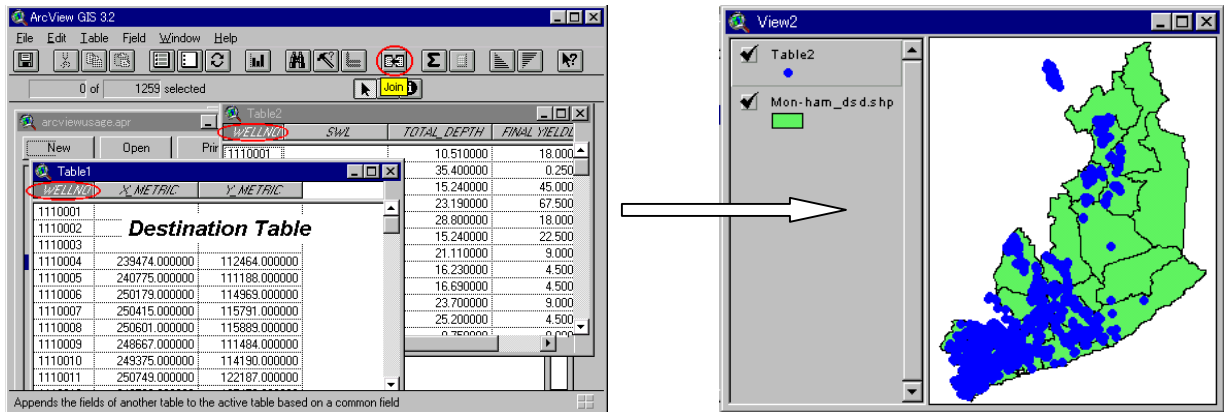 ArcView GIS 3.2
File Edit Table Field Window Help
0 of 1259 selected
Join
arcviewusage.apr
New Open
Table2
WELLNO SWL TOTAL_DEPTH FINAL YIELDL
1110001 10.510000 18.000
35.400000 0.250
15.240000 45.000
23.190000 67.500
28.800000 18.000
15.240000 22.500
21.110000 9.000
16.230000 4.500
16.690000 4.500
23.700000 9.000
25.200000 4.500
Table1
WELLNO X_METRIC Y_METRIC
1110001
1110002
1110003
Destination Table
1110004 239474.000000 112464.000000
1110005 240775.000000 111188.000000
1110006 250179.000000 114969.000000
1110007 250415.000000 115791.000000
1110008 250601.000000 115889.000000
1110009 248667.000000 111484.000000
1110010 249375.000000 114190.000000
1110011 250749.000000 122187.000000
Appends the fields of another table to the active table based on a common field
View2
Table2
Mon-ham_dsd.shp